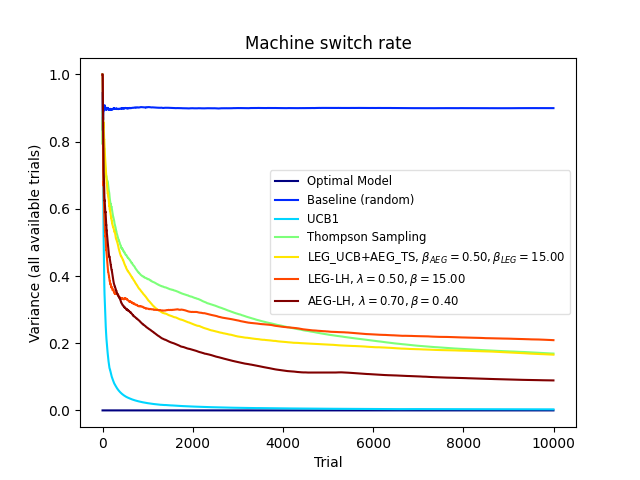 Machine switch rate
Variance (all available trials)
1.0
0.8
0.6
0.4
0.2
0.0
Optimal Model
Baseline (random)
UCB1
Thompson Sampling
LEG_UCB+AEG_TS, β_AEG = 0.50, β_LEG = 15.00
LEG-LH, λ = 0.50, β = 15.00
AEG-LH, λ = 0.70, β = 0.40
0 2000 4000 6000 8000 10000
Trial